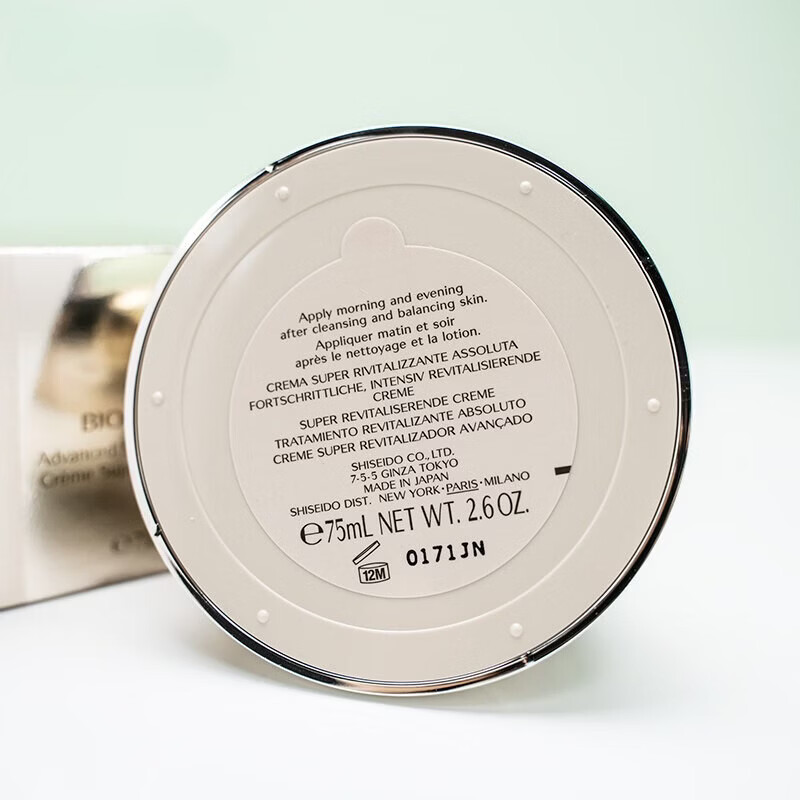 Apply morning and evening
after cleansing and balancing skin.
Appliquer matin et soir
après le nettoyage et la lotion.
CREMA SUPER RIVITALIZZANTE ASSOLUTA
FORTSCHRITTLICHE, INTENSIV REVITALISIERENDE
CREME
SUPER REVITALISERENDE CREME
TRATAMIENTO REVITALIZANTE ABSOLUTO
CREME SUPER REVITALIZADOR AVANÇADO
SHISEIDO CO., LTD.
7-5-5 GINZA TOKYO
MADE IN JAPAN
SHISEIDO DIST. NEW YORK·PARIS·MILANO
℮75mL NET WT. 2.6 OZ.
12M
0171JN
BIO
Advanced
Crème